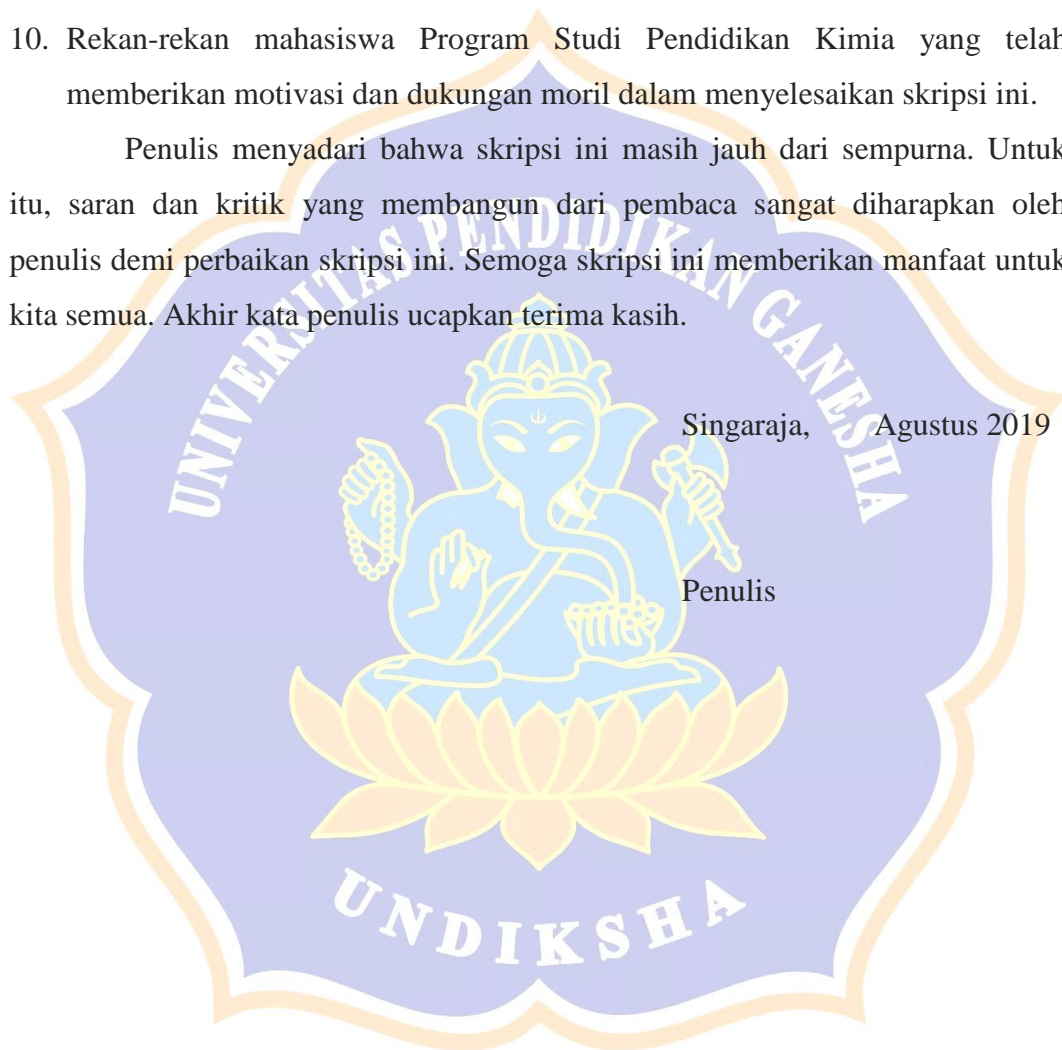 10. Rekan-rekan mahasiswa Program Studi Pendidikan Kimia yang telah
memberikan motivasi dan dukungan moril dalam menyelesaikan skripsi ini.
Penulis menyadari bahwa skripsi ini masih jauh dari sempurna. Untuk
itu, saran dan kritik yang membangun dari pembaca sangat diharapkan oleh
penulis demi perbaikan skripsi ini. Semoga skripsi ini memberikan manfaat untuk
kita semua. Akhir kata penulis ucapkan terima kasih.
UNIVERSITAS PENDIDIKAN GANESHA
Singaraja, Agustus 2019
Penulis
UNDIKSHA